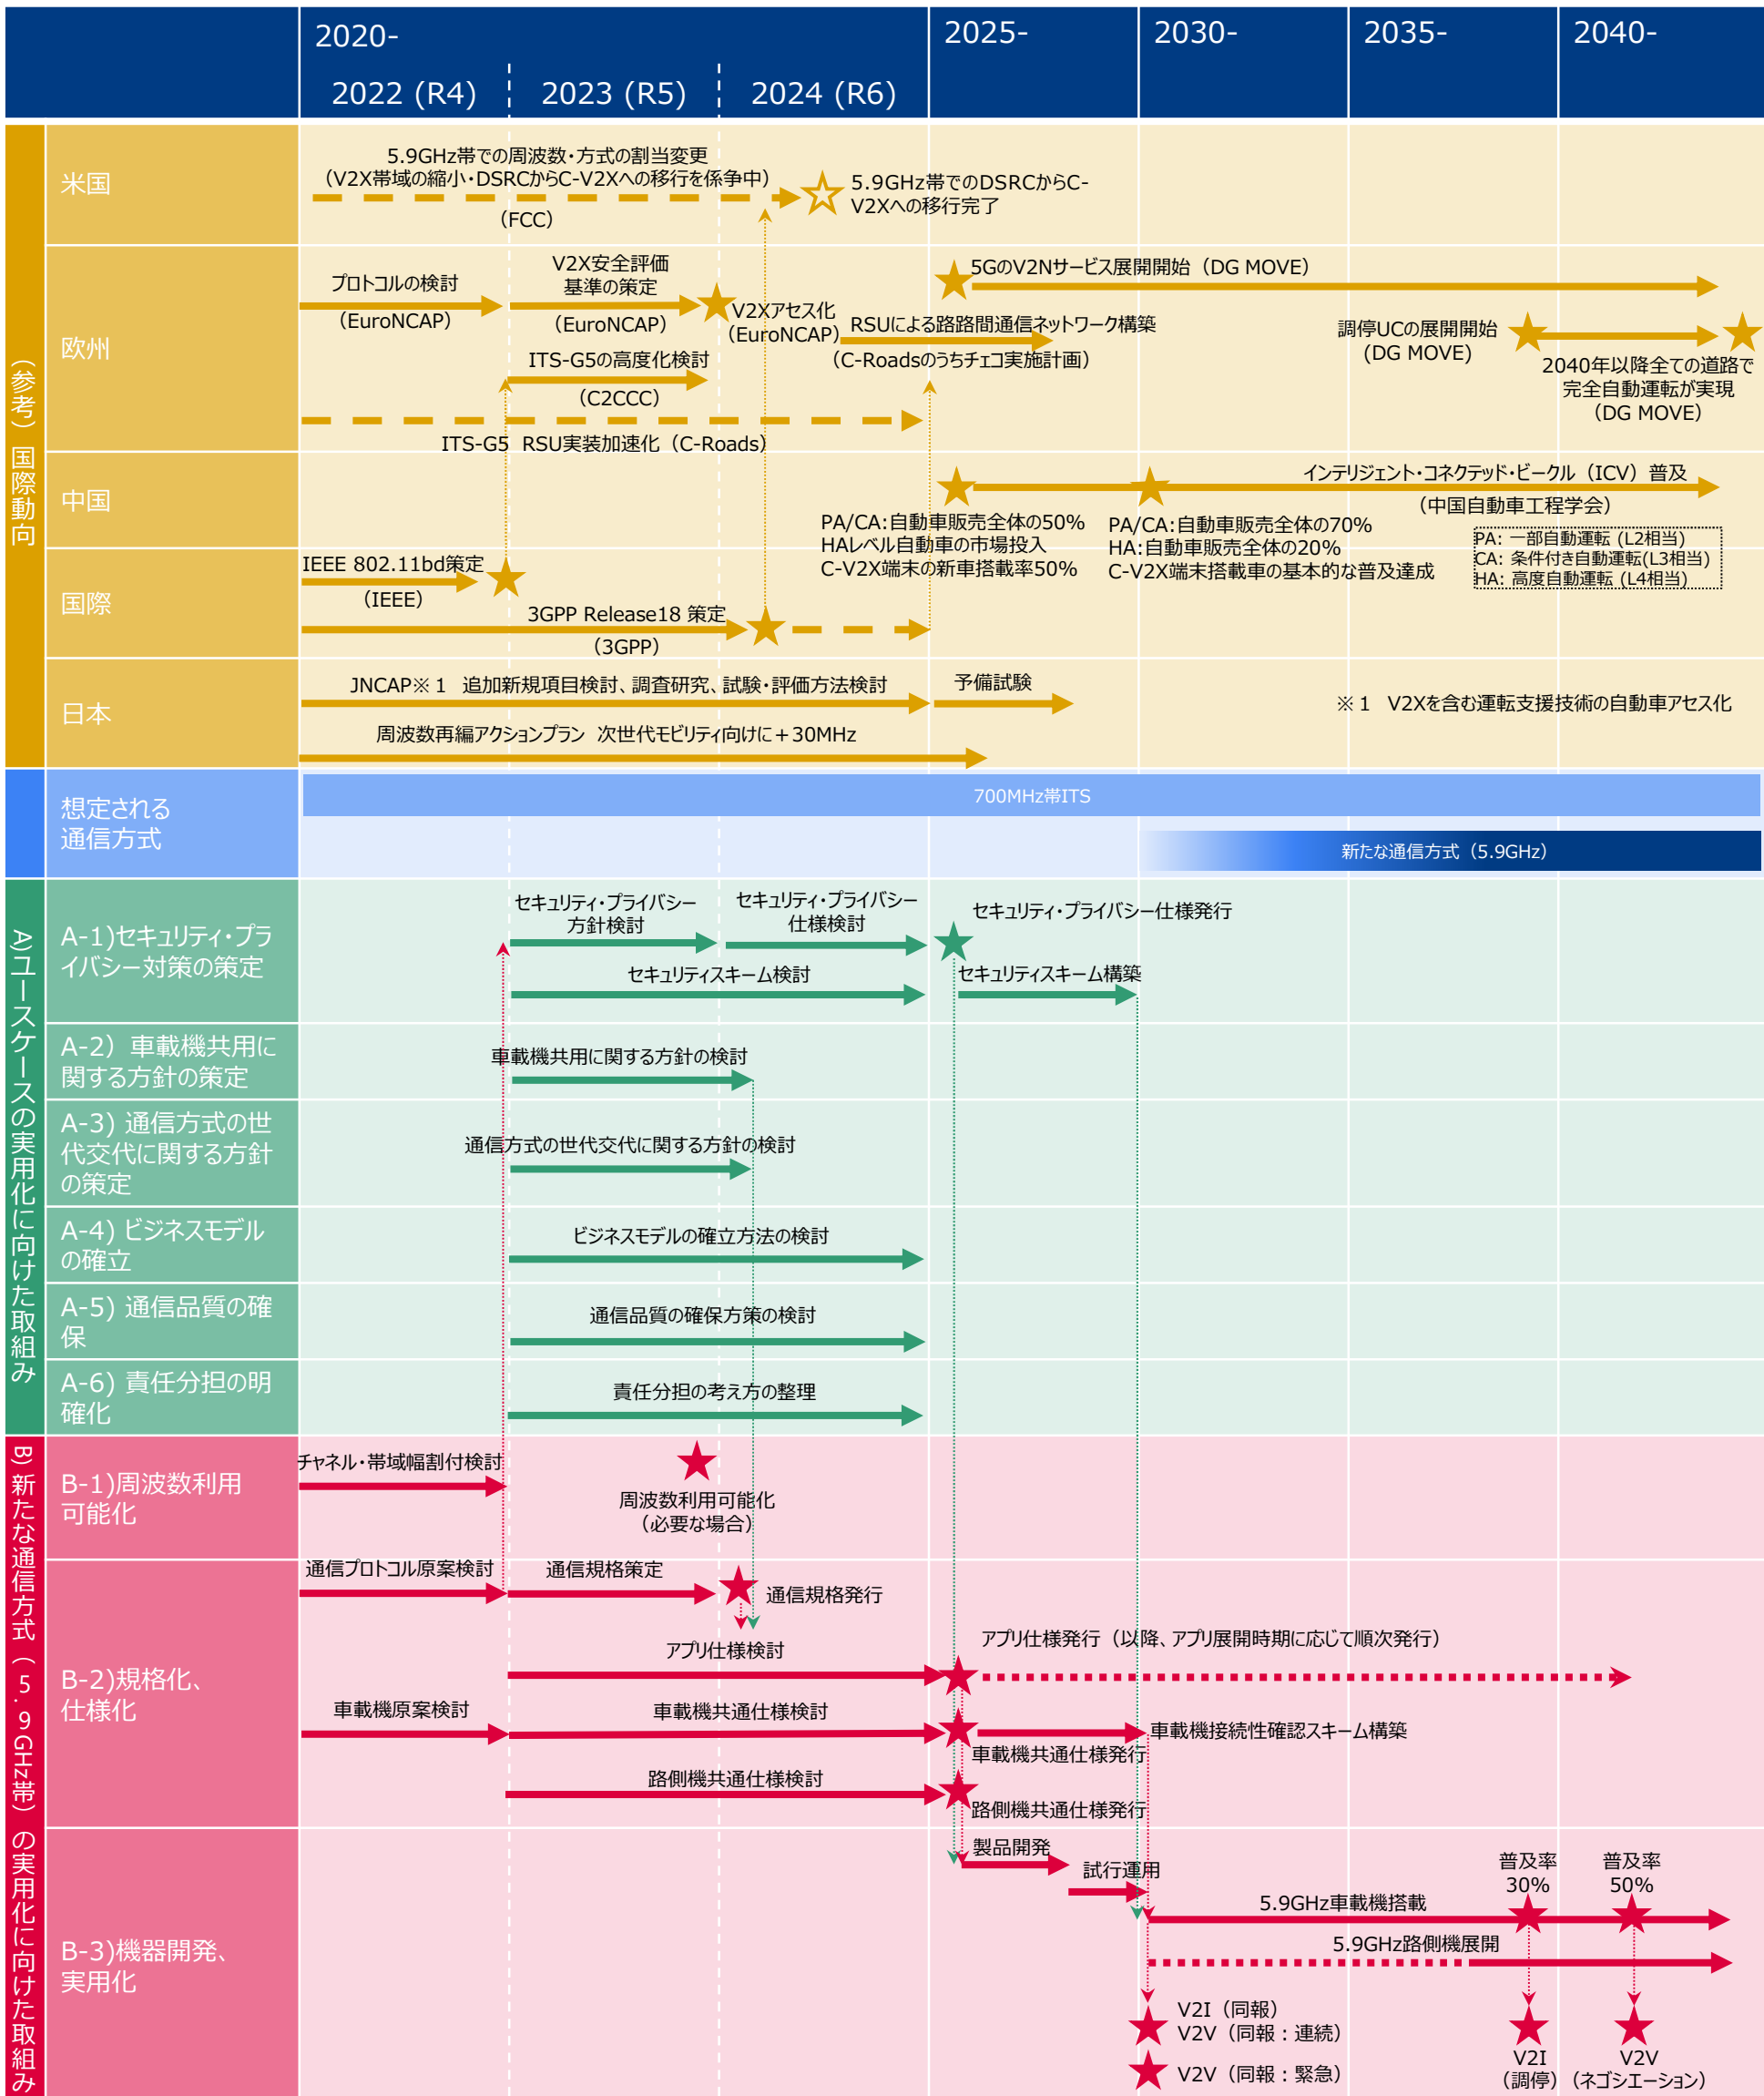 2020-
2025-
2030-
2035-
2040-
2022 (R4)
2023 (R5)
2024 (R6)
（参考）国際動向
米国
5.9GHz帯での周波数・方式の割当変更
（V2X帯域の縮小・DSRCからC-V2Xへの移行を係争中）
（FCC）
5.9GHz帯でのDSRCからC-
V2Xへの移行完了
欧州
プロトコルの検討
（EuroNCAP）
V2X安全評価
基準の策定
（EuroNCAP）
V2Xアセス化
（EuroNCAP）
ITS-G5の高度化検討
（C2CCC）
ITS-G5 RSU実装加速化（C-Roads）
5GのV2Nサービス展開開始（DG MOVE）
RSUによる路路間通信ネットワーク構築
（C-Roadsのうちチェコ実施計画）
調停UCの展開開始
(DG MOVE)
2040年以降全ての道路で
完全自動運転が実現
（DG MOVE）
中国
インテリジェント・コネクテッド・ビークル（ICV）普及
（中国自動車工程学会）
PA/CA:自動車販売全体の50%
HAレベル自動車の市場投入
C-V2X端末の新車搭載率50%
PA/CA:自動車販売全体の70%
HA:自動車販売全体の20%
C-V2X端末搭載車の基本的な普及達成
PA: 一部自動運転 (L2相当)
CA: 条件付き自動運転(L3相当)
HA: 高度自動運転 (L4相当)
国際
IEEE 802.11bd策定
（IEEE）
3GPP Release18 策定
（3GPP）
日本
JNCAP※１ 追加新規項目検討、調査研究、試験・評価方法検討
予備試験
※１ V2Xを含む運転支援技術の自動車アセス化
周波数再編アクションプラン 次世代モビリティ向けに＋30MHz
想定される
通信方式
700MHz帯ITS
新たな通信方式（5.9GHz）
A)ユースケースの実用化に向けた取組み
A-1)セキュリティ・プラ
イバシー対策の策定
セキュリティ・プライバシー
方針検討
セキュリティ・プライバシー
仕様検討
セキュリティ・プライバシー仕様発行
セキュリティスキーム検討
セキュリティスキーム構築
A-2）車載機共用に
関する方針の策定
車載機共用に関する方針の検討
A-3) 通信方式の世
代交代に関する方針
の策定
通信方式の世代交代に関する方針の検討
A-4) ビジネスモデル
の確立
ビジネスモデルの確立方法の検討
A-5) 通信品質の確
保
通信品質の確保方策の検討
A-6) 責任分担の明
確化
責任分担の考え方の整理
B) 新たな通信方式（5.9GHz帯）の実用化に向けた取組み
B-1)周波数利用
可能化
チャネル・帯域幅割付検討
周波数利用可能化
（必要な場合）
B-2)規格化、
仕様化
通信プロトコル原案検討
通信規格策定
通信規格発行
アプリ仕様検討
アプリ仕様発行（以降、アプリ展開時期に応じて順次発行）
車載機原案検討
車載機共通仕様検討
車載機接続性確認スキーム構築
車載機共通仕様発行
路側機共通仕様検討
路側機共通仕様発行
B-3)機器開発、
実用化
製品開発
試行運用
普及率
30%
普及率
50%
5.9GHz車載機搭載
5.9GHz路側機展開
V2I（同報）
V2V（同報：連続）
V2V（同報：緊急）
V2I
（調停）
V2V
（ネゴシエーション）